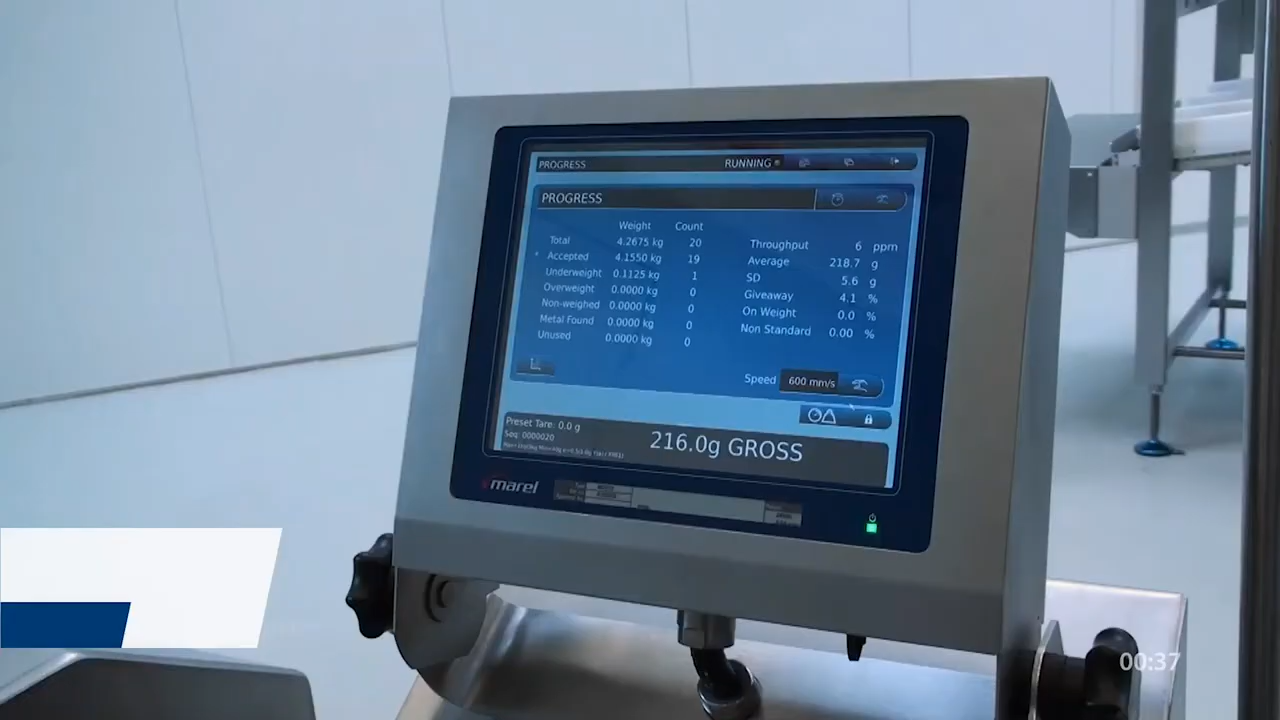 PROGRESS RUNNING
PROGRESS
Weight Count
Total 4.2675 kg 20
Accepted 4.1550 kg 19
Underweight 0.1125 kg 1
Overweight 0.0000 kg 0
Non-weighed 0.0000 kg 0
Metal Found 0.0000 kg 0
Unused 0.0000 kg 0
Throughput 6 ppm
Average 218.7 g
SD 5.6 g
Giveaway 4.1 %
On Weight 0.0 %
Non Standard 0.00 %
Speed 600 mm/s
Preset Tare: 0.0 g
Seq: 0000020
216.0g GROSS
marel
00:37